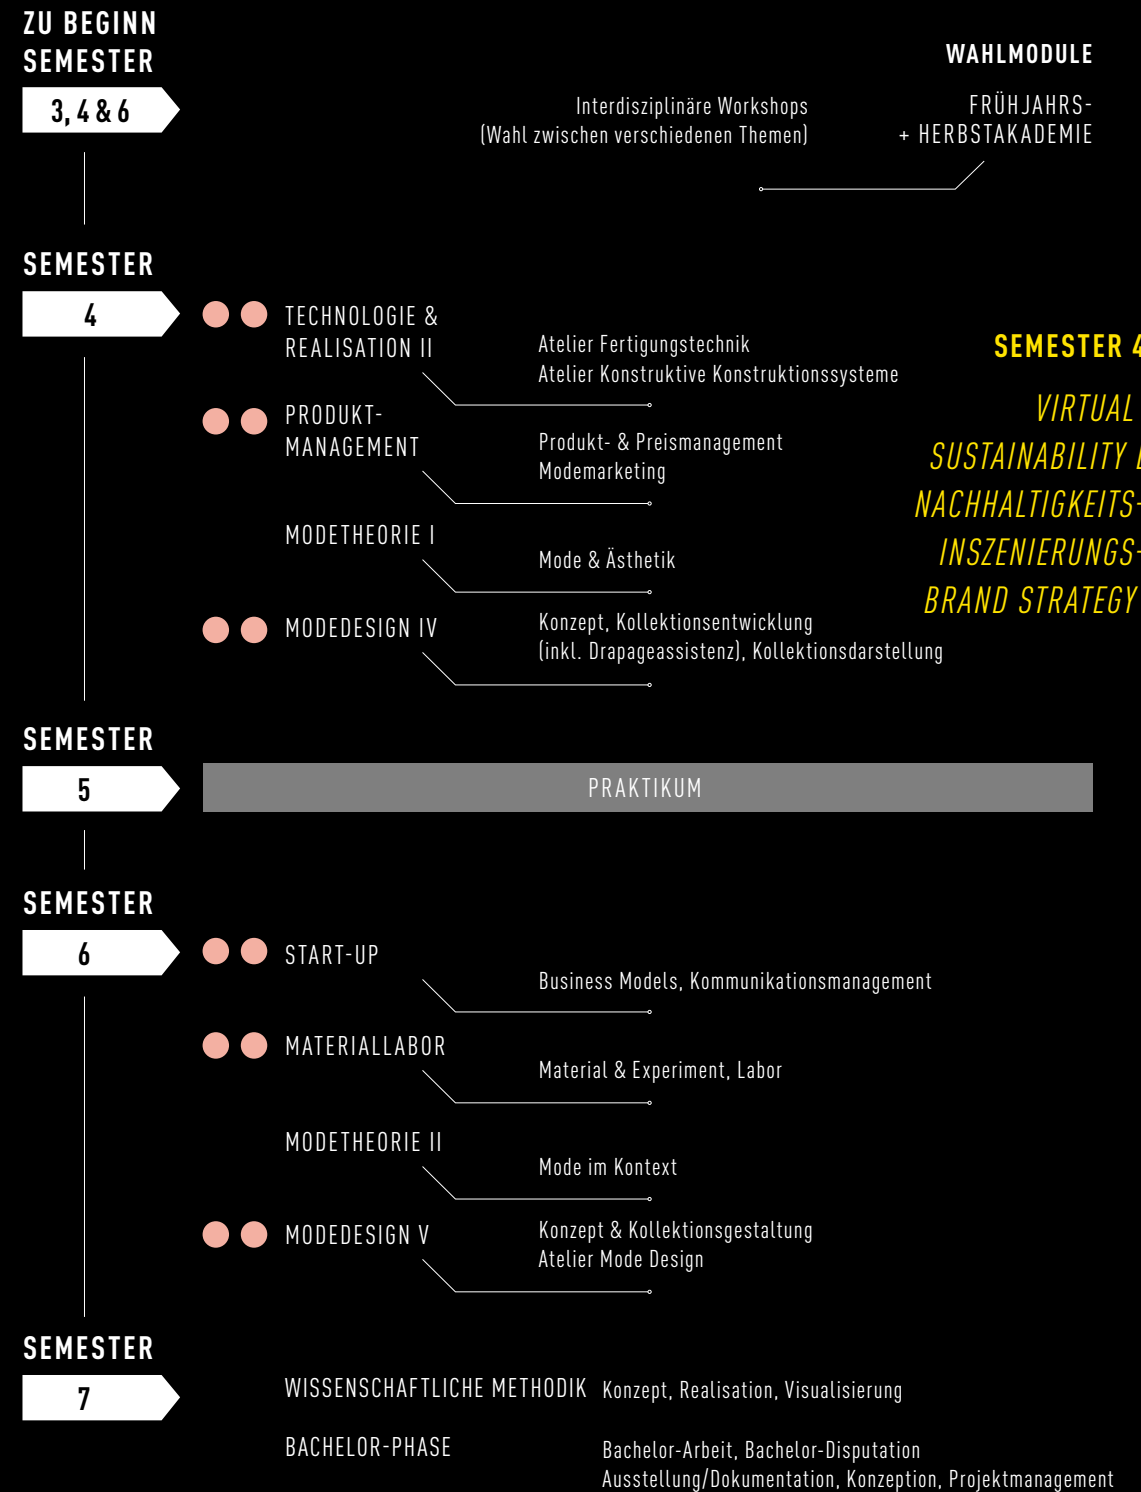 ZU BEGINN
SEMESTER
3, 4 & 6
WAHLMODULE
Interdisziplinäre Workshops
(Wahl zwischen verschiedenen Themen)
FRÜHJAHRS-
+ HERBSTAKADEMIE
SEMESTER
4
TECHNOLOGIE &
REALISATION II
Atelier Fertigungstechnik
Atelier Konstruktive Konstruktionssysteme
PRODUKT-
MANAGEMENT
Produkt- & Preismanagement
Modemarketing
MODETHEORIE I
Mode & Ästhetik
MODEDESIGN IV
Konzept, Kollektionsentwicklung
(inkl. Drapageassistenz), Kollektionsdarstellung
SEMESTER 4
VIRTUAL
SUSTAINABILITY
NACHHALTIGKEITS-
INSZENIERUNGS-
BRAND STRATEGY
SEMESTER
5
PRAKTIKUM
SEMESTER
6
START-UP
Business Models, Kommunikationsmanagement
MATERIALLABOR
Material & Experiment, Labor
MODETHEORIE II
Mode im Kontext
MODEDESIGN V
Konzept & Kollektionsgestaltung
Atelier Mode Design
SEMESTER
7
WISSENSCHAFTLICHE METHODIK Konzept, Realisation, Visualisierung
BACHELOR-PHASE
Bachelor-Arbeit, Bachelor-Disputation
Ausstellung/Dokumentation, Konzeption, Projektmanagement